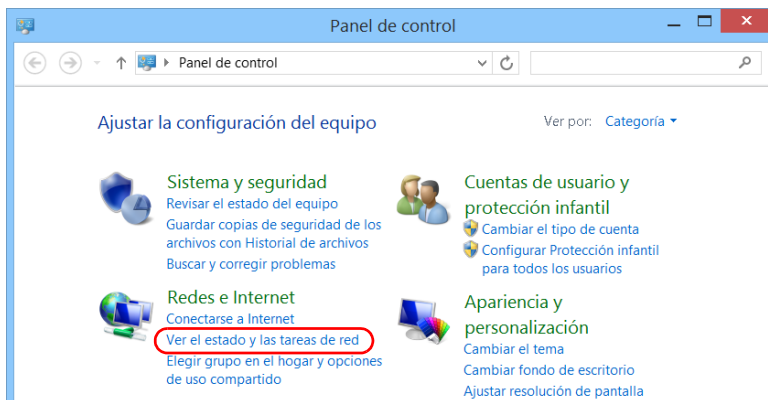 Panel de control
Panel de control
Ajustar la configuración del equipo
Ver por: Categoría
Sistema y seguridad
Revisar el estado del equipo
Guardar copias de seguridad de los
archivos con Historial de archivos
Buscar y corregir problemas
Redes e Internet
Conectarse a Internet
Ver el estado y las tareas de red
Elegir grupo en el hogar y opciones
de uso compartido
Cuentas de usuario y
protección infantil
Cambiar el tipo de cuenta
Configurar Protección infantil
para todos los usuarios
Apariencia y
personalización
Cambiar el tema
Cambiar fondo de escritorio
Ajustar resolución de pantalla